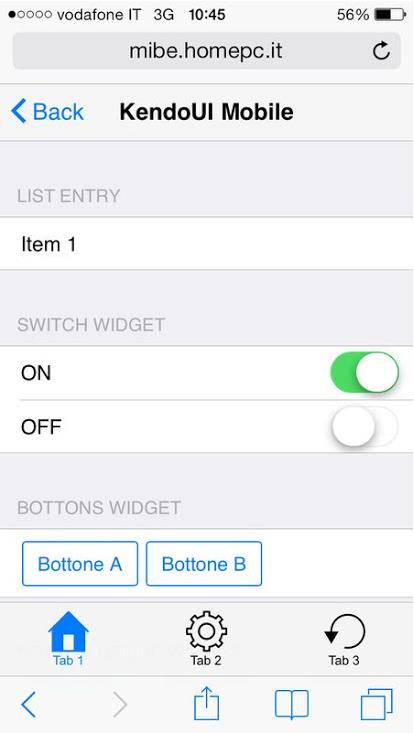 vodafone IT 3G 10:45 56%
mibe.homepc.it
Back KendoUI Mobile
LIST ENTRY
Item 1
SWITCH WIDGET
ON
OFF
BOTTONS WIDGET
Bottone A Bottone B
Tab 1 Tab 2 Tab 3